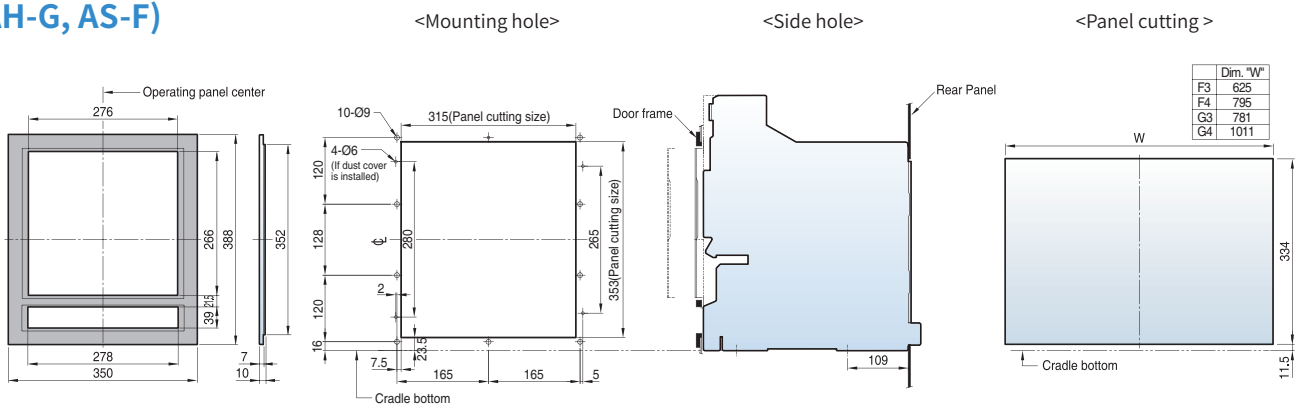 AH-G, AS-F)
<Mounting hole>
<Side hole>
<Panel cutting >
Operating panel center
276
266
388
21.5
39
278
350
352
7
10
10-Ø9
315(Panel cutting size)
4-Ø6
(If dust cover
is installed)
120
128
120
16
℄
280
2
265
353(Panel cutting size)
23.5
7.5
165
165
5
Cradle bottom
Door frame
Rear Panel
109
Dim. "W"
F3 625
F4 795
G3 781
G4 1011
W
334
11.5
Cradle bottom